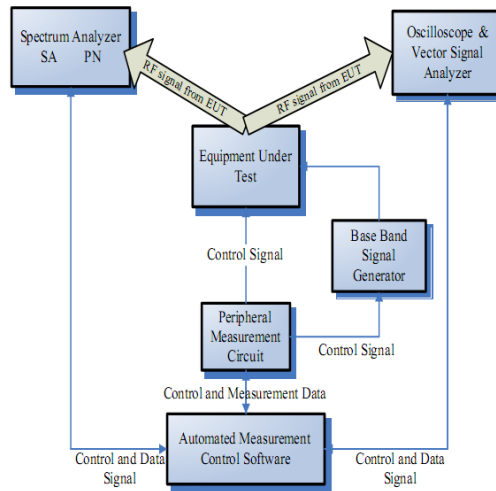 Spectrum Analyzer
SA PN
Oscilloscope &
Vector Signal
Analyzer
RF signal from EUT
RF signal from EUT
Equipment Under
Test
Base Band
Signal
Generator
Control Signal
Peripheral
Measurement
Circuit
Control Signal
Control and Measurement Data
Automated Measurement
Control Software
Control and Data
Signal
Control and Data
Signal